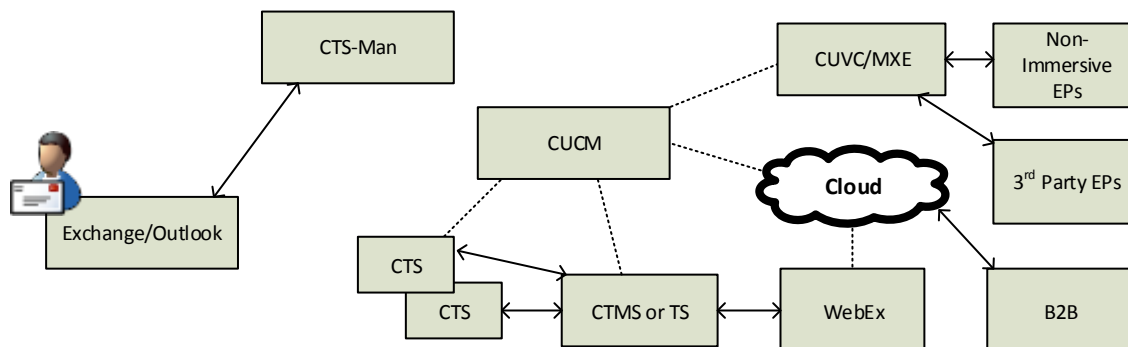 CTS-Man
CUVC/MXE
Non-
Immersive
EPs
CUCM
Cloud
3rd Party EPs
Exchange/Outlook
CTS
CTS
CTMS or TS
WebEx
B2B